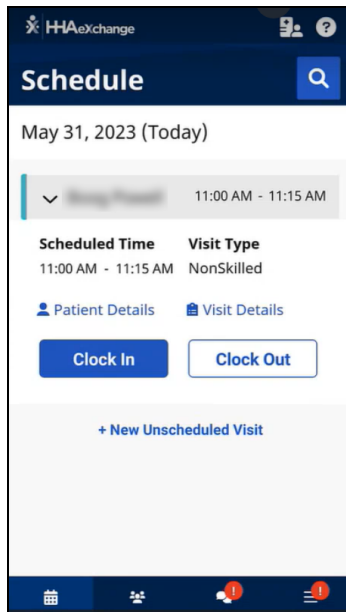 HHAeXchange
Schedule
May 31, 2023 (Today)
11:00 AM - 11:15 AM
Scheduled Time Visit Type
11:00 AM - 11:15 AM NonSkilled
Patient Details Visit Details
Clock In Clock Out
+ New Unscheduled Visit